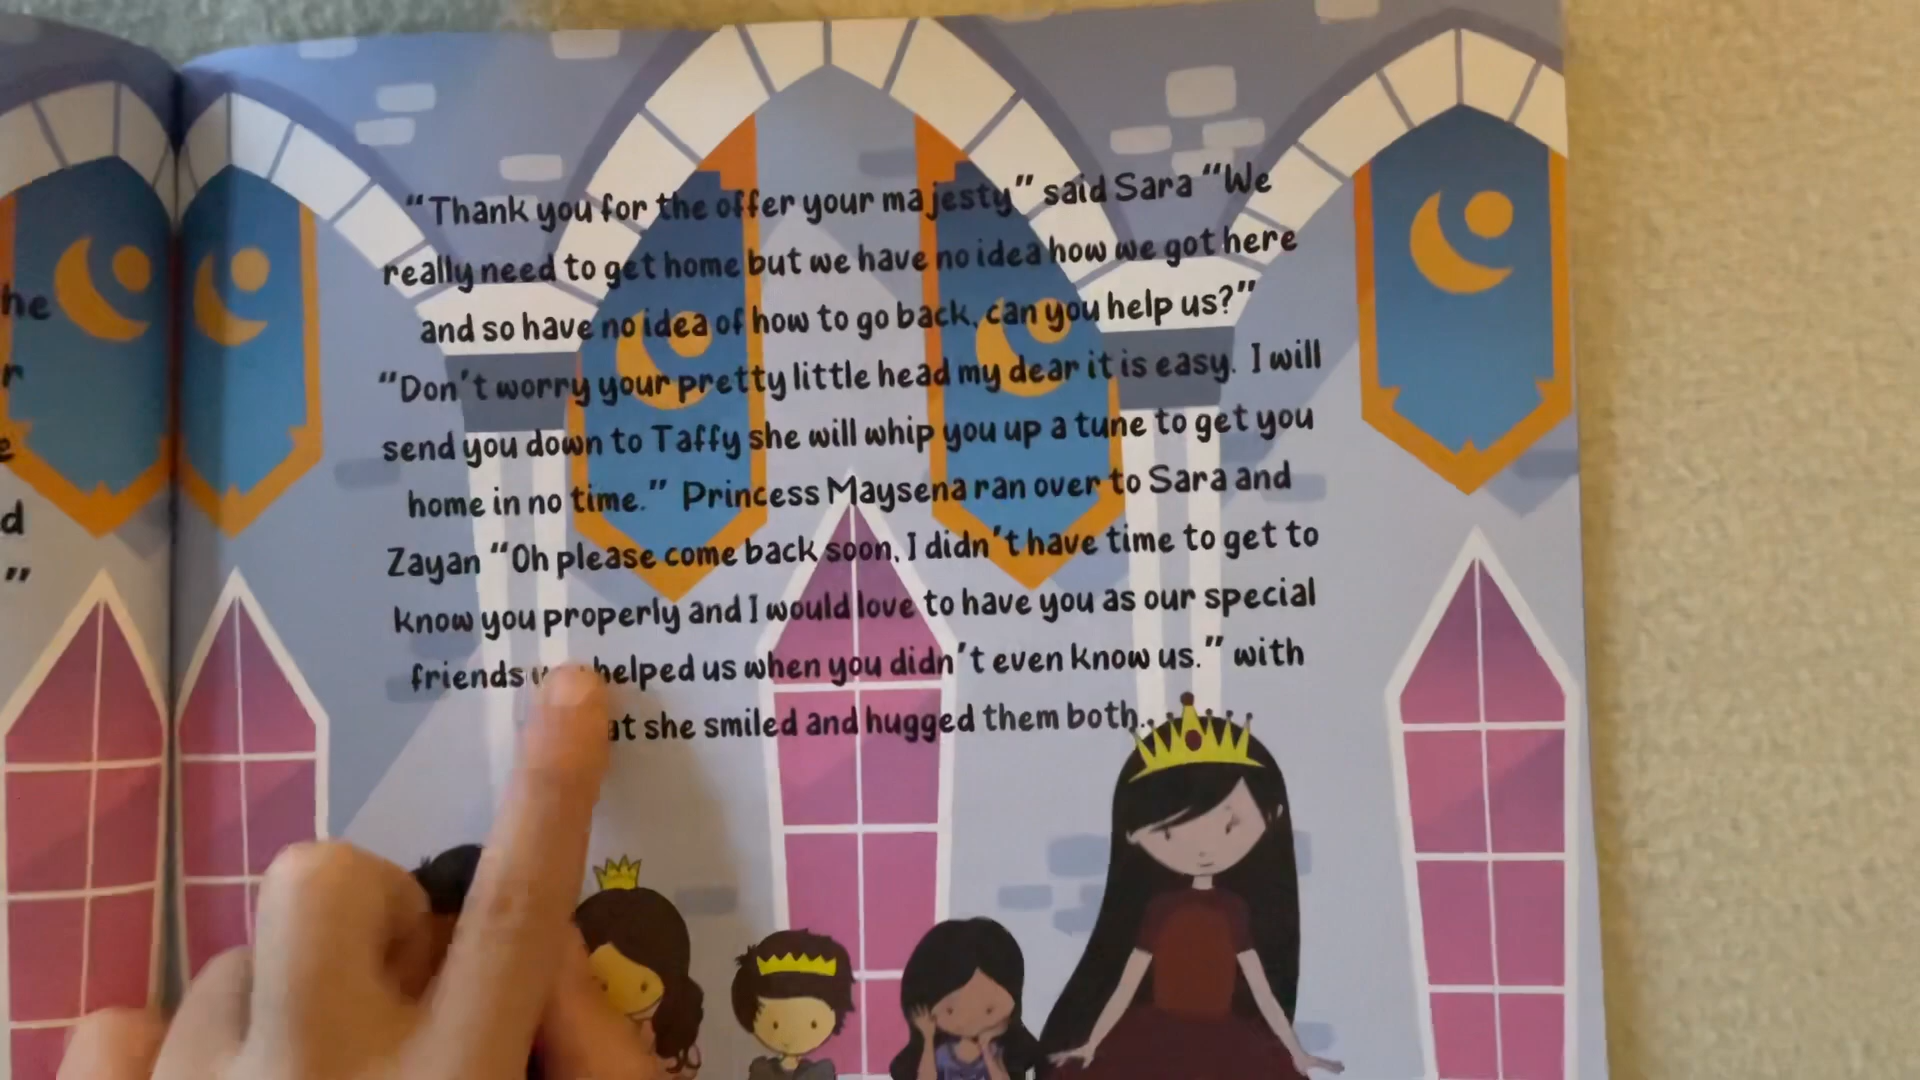 he
r
e
d
"
"Thank you for the offer your majesty" said Sara "We
really need to get home but we have no idea how we got here
and so have no idea of how to go back, can you help us?"
"Don't worry your pretty little head my dear it is easy. I will
send you down to Taffy she will whip you up a tune to get you
home in no time." Princess Maysena ran over to Sara and
Zayan "Oh please come back soon, I didn't have time to get to
know you properly and I would love to have you as our special
friends helped us when you didn't even know us." with
she smiled and hugged them both.